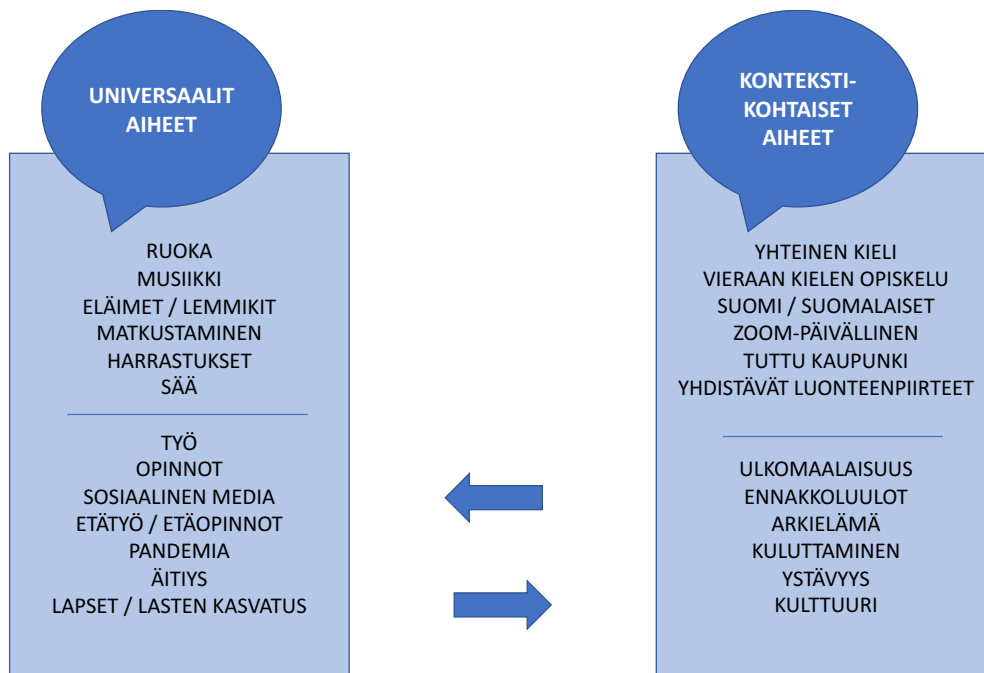 UNIVERSAALIT
AIHEET
RUOKA
MUSIIKKI
ELÄIMET / LEMMIKIT
MATKUSTAMINEN
HARRASTUKSET
SÄÄ
TYÖ
OPINNOT
SOSIAALINEN MEDIA
ETÄTYÖ / ETÄOPINNOT
PANDEMIA
ÄITIYS
LAPSET / LASTEN KASVATUS
KONTEKSTI-
KOHTAISET
AIHEET
YHTEINEN KIELI
VIERAAN KIELEN OPISKELU
SUOMI / SUOMALAISET
ZOOM-PÄIVÄLLINEN
TUTTU KAUPUNKI
YHDISTÄVÄT LUONTEENPIIRTEET
ULKOMAALAISUUS
ENNAKKOLUULOT
ARKIELÄMÄ
KULUTTAMINEN
YSTÄVYYS
KULTTUURI